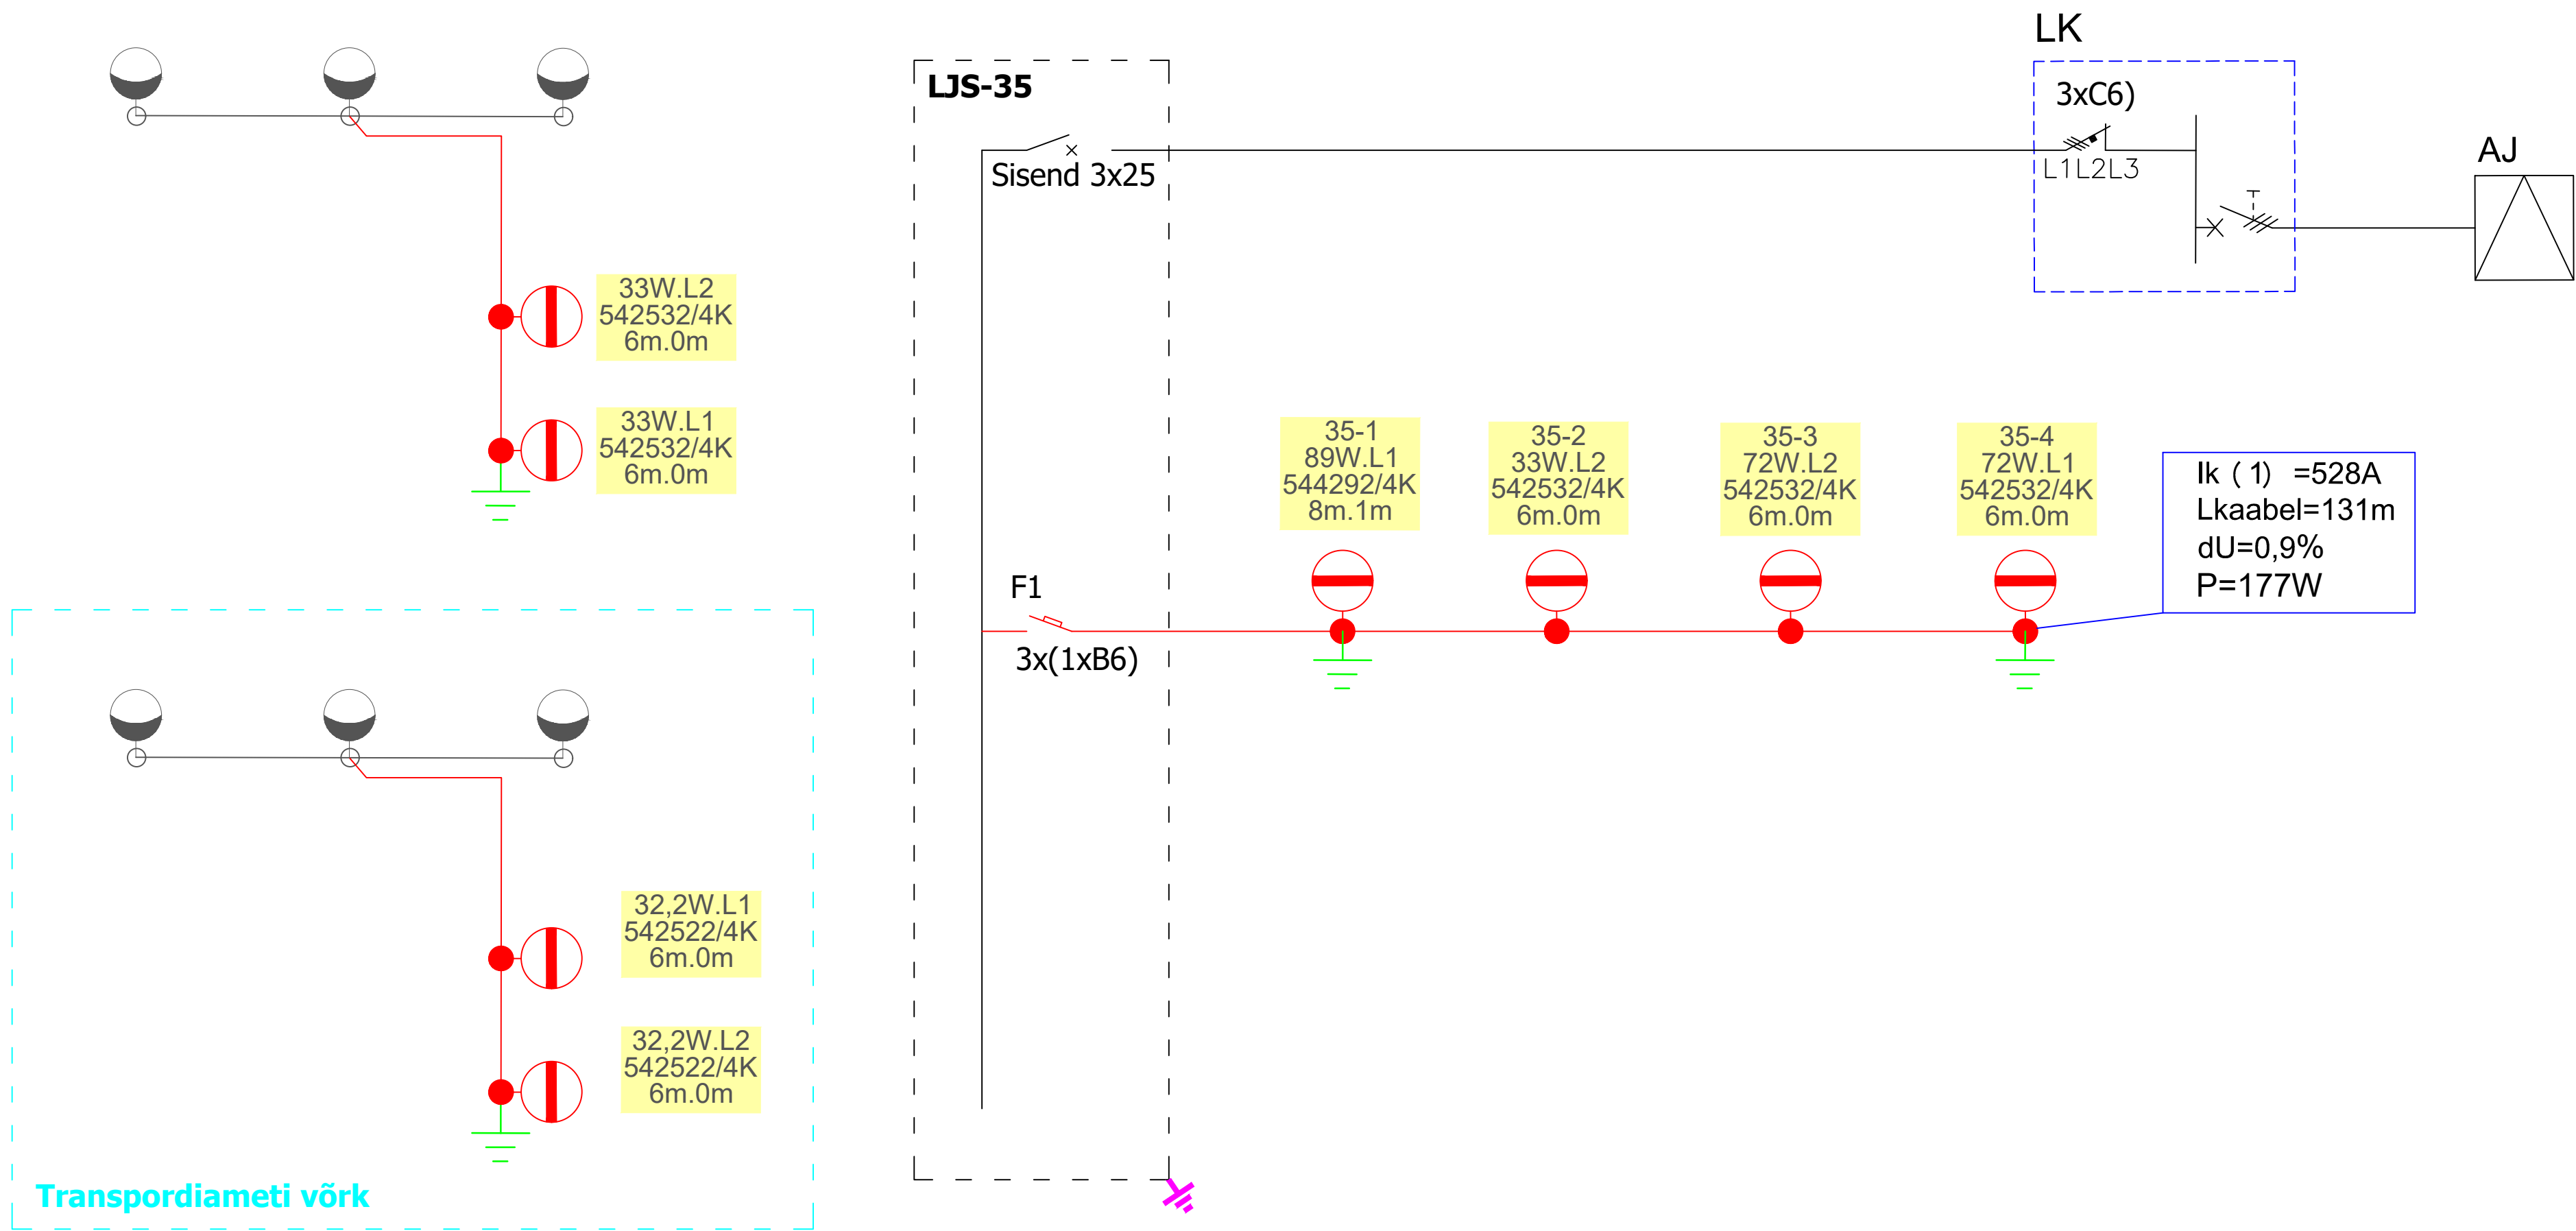 LK
LJS-35
3xC6)
L1L2L3
AJ
Sisend 3x25
33W.L2
542532/4K
6m.0m
33W.L1
542532/4K
6m.0m
35-1
89W.L1
544292/4K
8m.1m
35-2
33W.L2
542532/4K
6m.0m
35-3
72W.L2
542532/4K
6m.0m
35-4
72W.L1
542532/4K
6m.0m
Ik (1) =528A
Lkaabel=131m
dU=0,9%
P=177W
F1
3x(1xB6)
32,2W.L1
542522/4K
6m.0m
32,2W.L2
542522/4K
6m.0m
Transpordiameti võrk